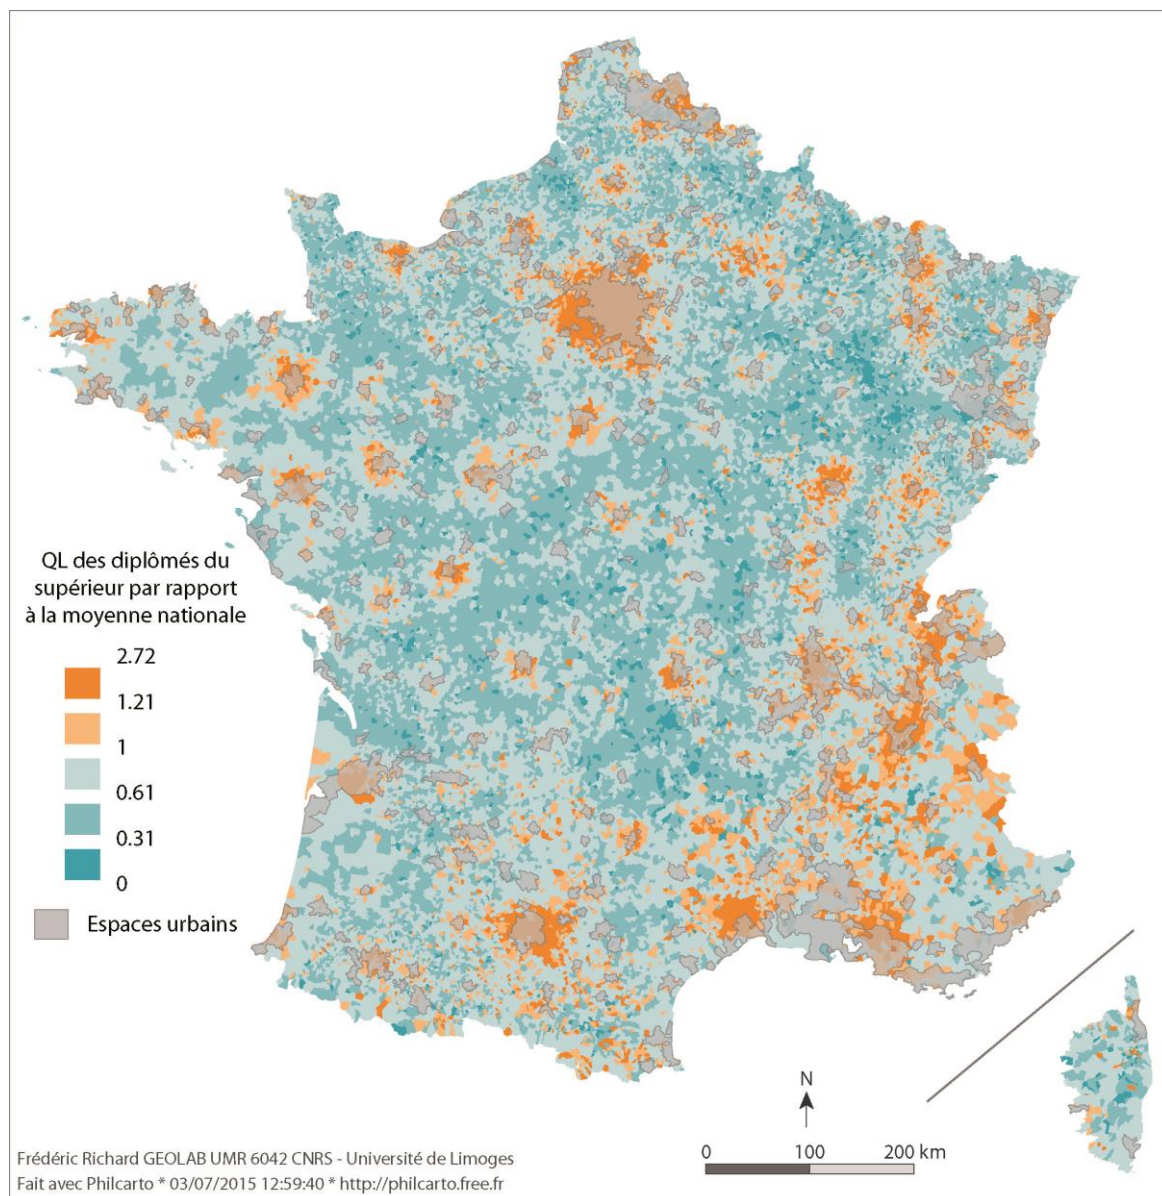 QL des diplômés du
supérieur par rapport
à la moyenne nationale
2.72
1.21
1
0.61
0.31
0
Espaces urbains
N
0 100 200 km
Frédéric Richard GEOLAB UMR 6042 CNRS - Université de Limoges
Fait avec Philcarto * 03/07/2015 12:59:40 * http://philcarto.free.fr